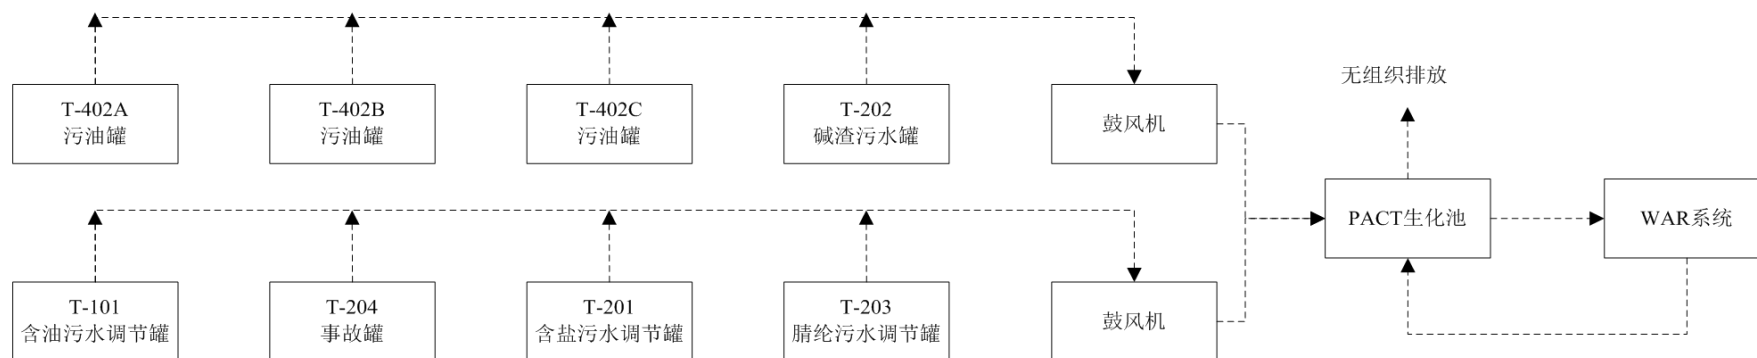 T-402A
污油罐
T-402B
污油罐
T-402C
污油罐
T-202
碱渣污水罐
鼓风机
无组织排放
PACT生化池
WAR系统
T-101
含油污水调节罐
T-204
事故罐
T-201
含盐污水调节罐
T-203
腈纶污水调节罐
鼓风机